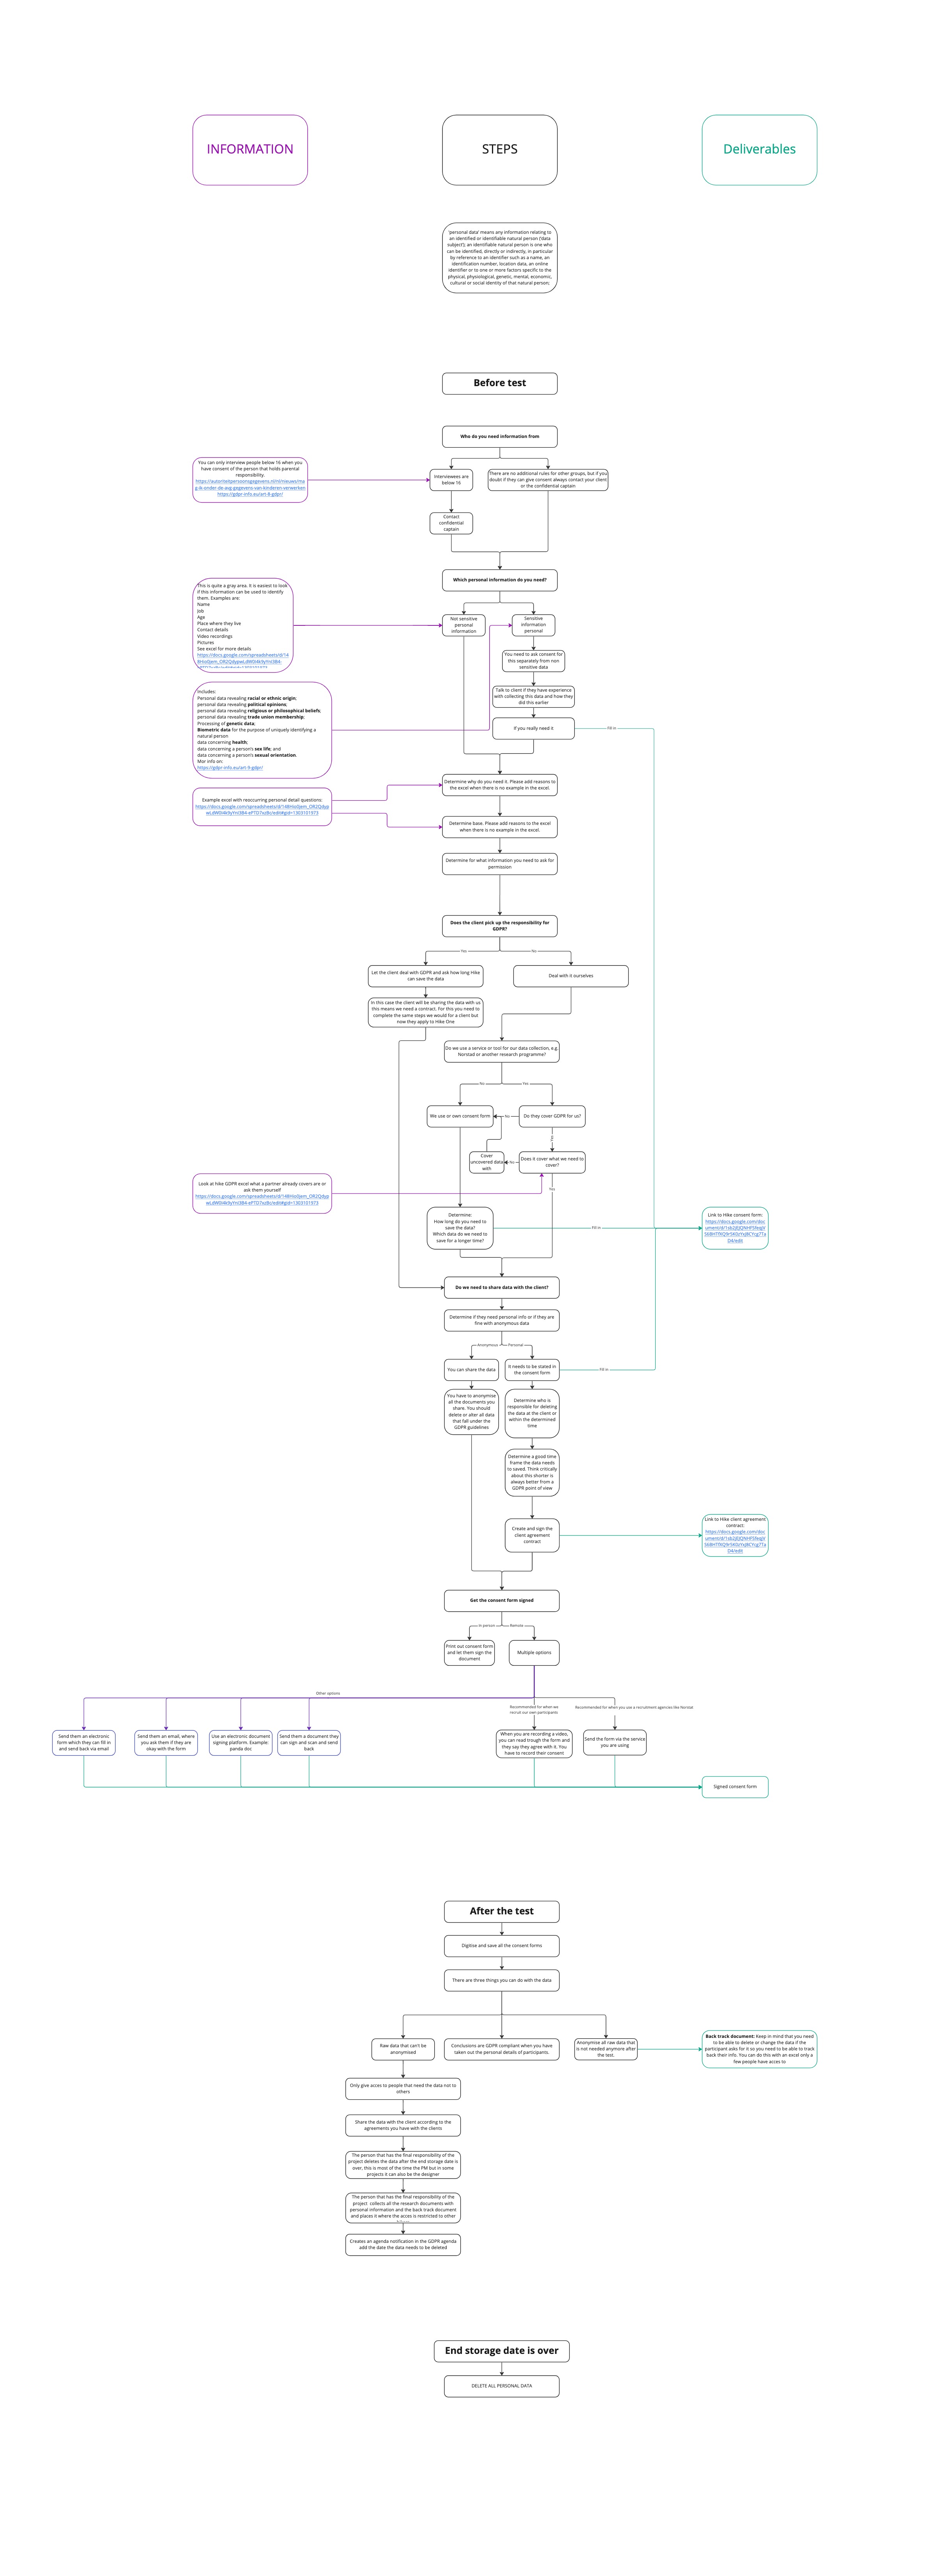 INFORMATION
STEPS
Deliverables
'personal data' means any information relating to
an identified or identifiable natural person ('data
subject'); an identifiable natural person is one who
can be identified, directly or indirectly, in particular
by reference to an identifier such as a name, an
identification number, location data, an online
identifier or to one or more factors specific to the
physical, physiological, genetic, mental, economic,
cultural or social identity of that natural person;
Before test
Who do you need information from
You can only interview people below 16 when you
have consent of the person that holds parental
responsibility.
https://autoriteitpersoonsgegevens.nl/nl/nieuws/ma
g-ik-onder-de-avg-gegevens-van-kinderen-verwerken
https://gdpr-info.eu/art-8-gdpr/
Interviewees are
below 16
There are no additional rules for other groups, but if you
doubt if they can give consent always contact your client
or the confidential captain
Contact
confidential
captain
Which personal information do you need?
This is quite a gray area. It is easiest to look
if this information can be used to identify
them. Examples are:
Name
Job
Age
Place where they live
Contact details
Video recordings
Pictures
See excel for more details
Not sensitive
personal
information
Sensitive
information
personal
You need to ask consent for
this separately from non
sensitive data
Talk to client if they have experience
with collecting this data and how they
did this earlier
If you really need it
Fill in
Includes:
Personal data revealing racial or ethnic origin;
personal data revealing political opinions;
personal data revealing religious or philosophical beliefs;
personal data revealing trade union membership;
Processing of genetic data;
Biometric data for the purpose of uniquely identifying a
natural person
data concerning health;
data concerning a person's sex life, and
data concerning a person's sexual orientation.
Mor info on:
https://gdpr-info.eu/art-9-gdpr/
Example excel with reoccurring personal detail questions:
Determine why do you need it. Please add reasons to
the excel when there is no example in the excel.
Determine base. Please add reasons to the excel
when there is no example in the excel.
Determine for what information you need to ask for
permission
Does the client pick up the responsibility for
GDPR?
Yes
No
Let the client deal with GDPR and ask how long Hike
can save the data
Deal with it ourselves
In this case the client will be sharing the data with us
this means we need a contract. For this you need to
complete the same steps we would for a client but
now they apply to Hike One
Do we use a service or tool for our data collection, e.g.
Norstad or another research programme?
No
Yes
We use or own consent form
No
Do they cover GDPR for us?
Yes
Cover
uncovered data
with
No
Does it cover what we need to
cover?
Yes
Look at hike GDPR excel what a partner already covers are or
ask them yourself
Determine:
How long do you need to
save the data?
Which data do we need to
save for a longer time?
Fill in
Link to Hike consent form:
Do we need to share data with the client?
Determine if they need personal info or if they are
fine with anonymous data
Anonymous
Personal
You can share the data
It needs to be stated in
the consent form
Fill in
You have to anonymise
all the documents you
share. You should
delete or alter all data
that fall under the
GDPR guidelines
Determine who is
responsible for deleting
the data at the client or
within the determined
time
Determine a good time
frame the data needs
to saved. Think critically
about this shorter is
always better from a
GDPR point of view
Create and sign the
client agreement
contract
Link to Hike client agreement
contract:
Get the consent form signed
In person
Remote
Print out consent form
and let them sign the
document
Multiple options
Other options
Recommended for when we
recruit our own participants
Recommended for when you use a recruitment agencies like Norstat
Send them an electronic
form which they can fill in
and send back via email
Send them an email, where
you ask them if they are
okay with the form
Use an electronic document
signing platform. Example:
panda doc
Send them a document they
can sign and scan and send
back
When you are recording a video,
you can read trough the form and
they say they agree with it. You
have to record their consent
Send the form via the service
you are using
Signed consent form
After the test
Digitise and save all the consent forms
There are three things you can do with the data
Raw data that can't be
anonymised
Conclusions are GDPR compliant when you have
taken out the personal details of participants.
Anonymise all raw data that
is not needed anymore after
the test.
Back track document: Keep in mind that you need
to be able to delete or change the data if the
participant asks for it so you need to be able to track
back their info. You can do this with an excel only a
few people have acces to
Only give acces to people that need the data not to
others
Share the data with the client according to the
agreements you have with the clients
The person that has the final responsibility of the
project deletes the data after the end storage date is
over, this is most of the time the PM but in some
projects it can also be the designer
The person that has the final responsibility of the
project collects all the research documents with
personal information and the back track document
and places it where the acces is restricted to other
Creates an agenda notification in the GDPR agenda
add the date the data needs to be deleted
End storage date is over
DELETE ALL PERSONAL DATA